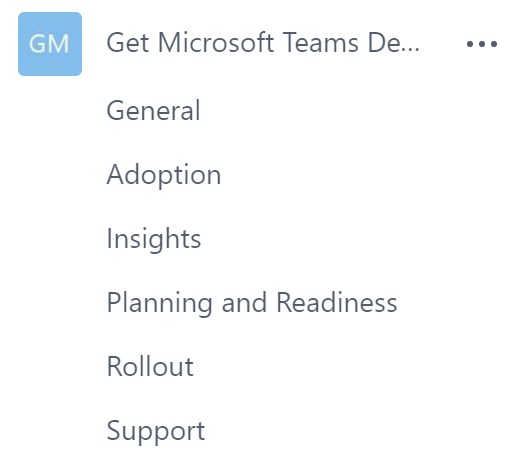 GM Get Microsoft Teams De...
General
Adoption
Insights
Planning and Readiness
Rollout
Support